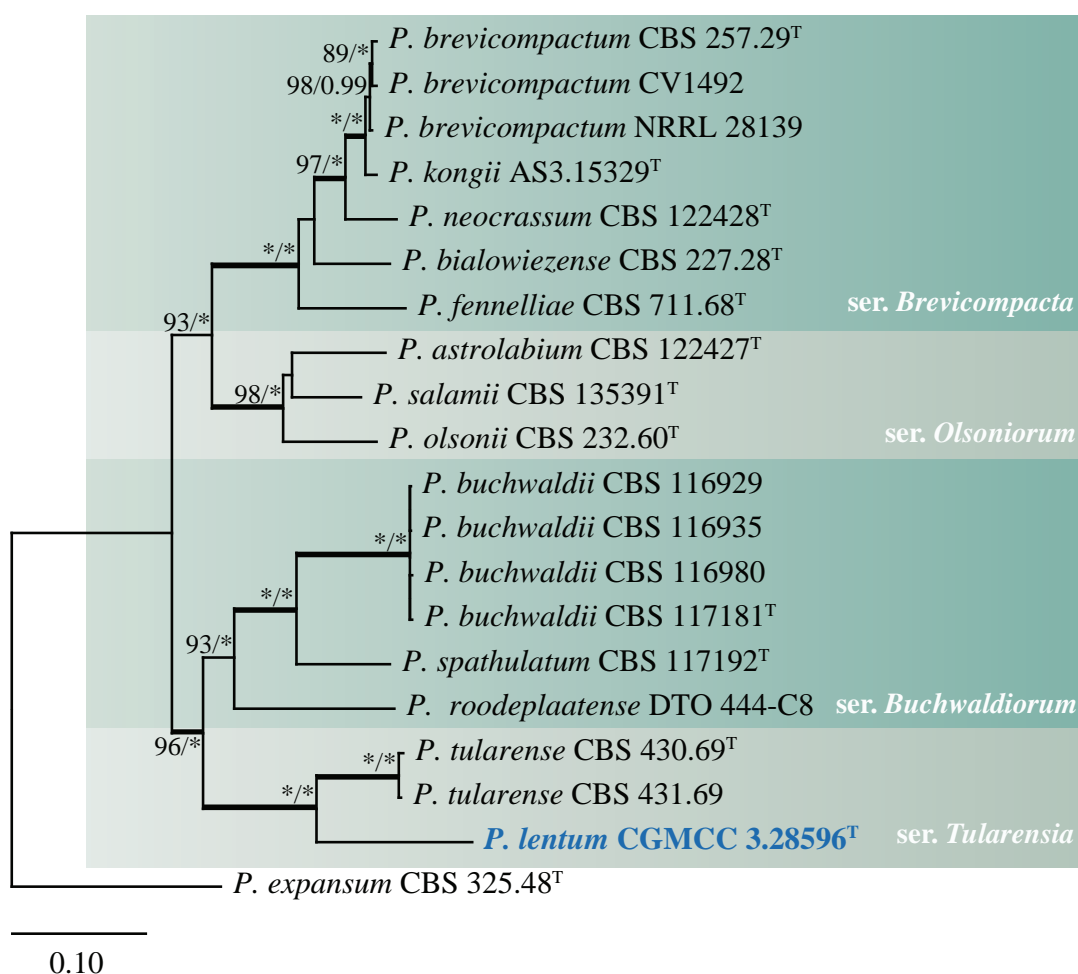 P. brevicompactum CBS 257.29ᵀ
89/*
98/0.99
P. brevicompactum CV1492
*/*
P. brevicompactum NRRL 28139
97/*
P. kongii AS3.15329ᵀ
P. neocrassum CBS 122428ᵀ
*/*
P. bialowiezense CBS 227.28ᵀ
P. fennelliae CBS 711.68ᵀ
ser. Brevicompacta
93/*
P. astrolabium CBS 122427ᵀ
98/*
P. salamii CBS 135391ᵀ
P. olsonii CBS 232.60ᵀ
ser. Olsoniorum
P. buchwaldii CBS 116929
P. buchwaldii CBS 116935
*/*
P. buchwaldii CBS 116980
*/*
P. buchwaldii CBS 117181ᵀ
93/*
P. spathulatum CBS 117192ᵀ
P. roodeplaatense DTO 444-C8
ser. Buchwaldiorum
96/*
P. tularense CBS 430.69ᵀ
*/*
*/*
P. tularense CBS 431.69
P. lentum CGMCC 3.28596ᵀ
ser. Tularensia
P. expansum CBS 325.48ᵀ
0.10